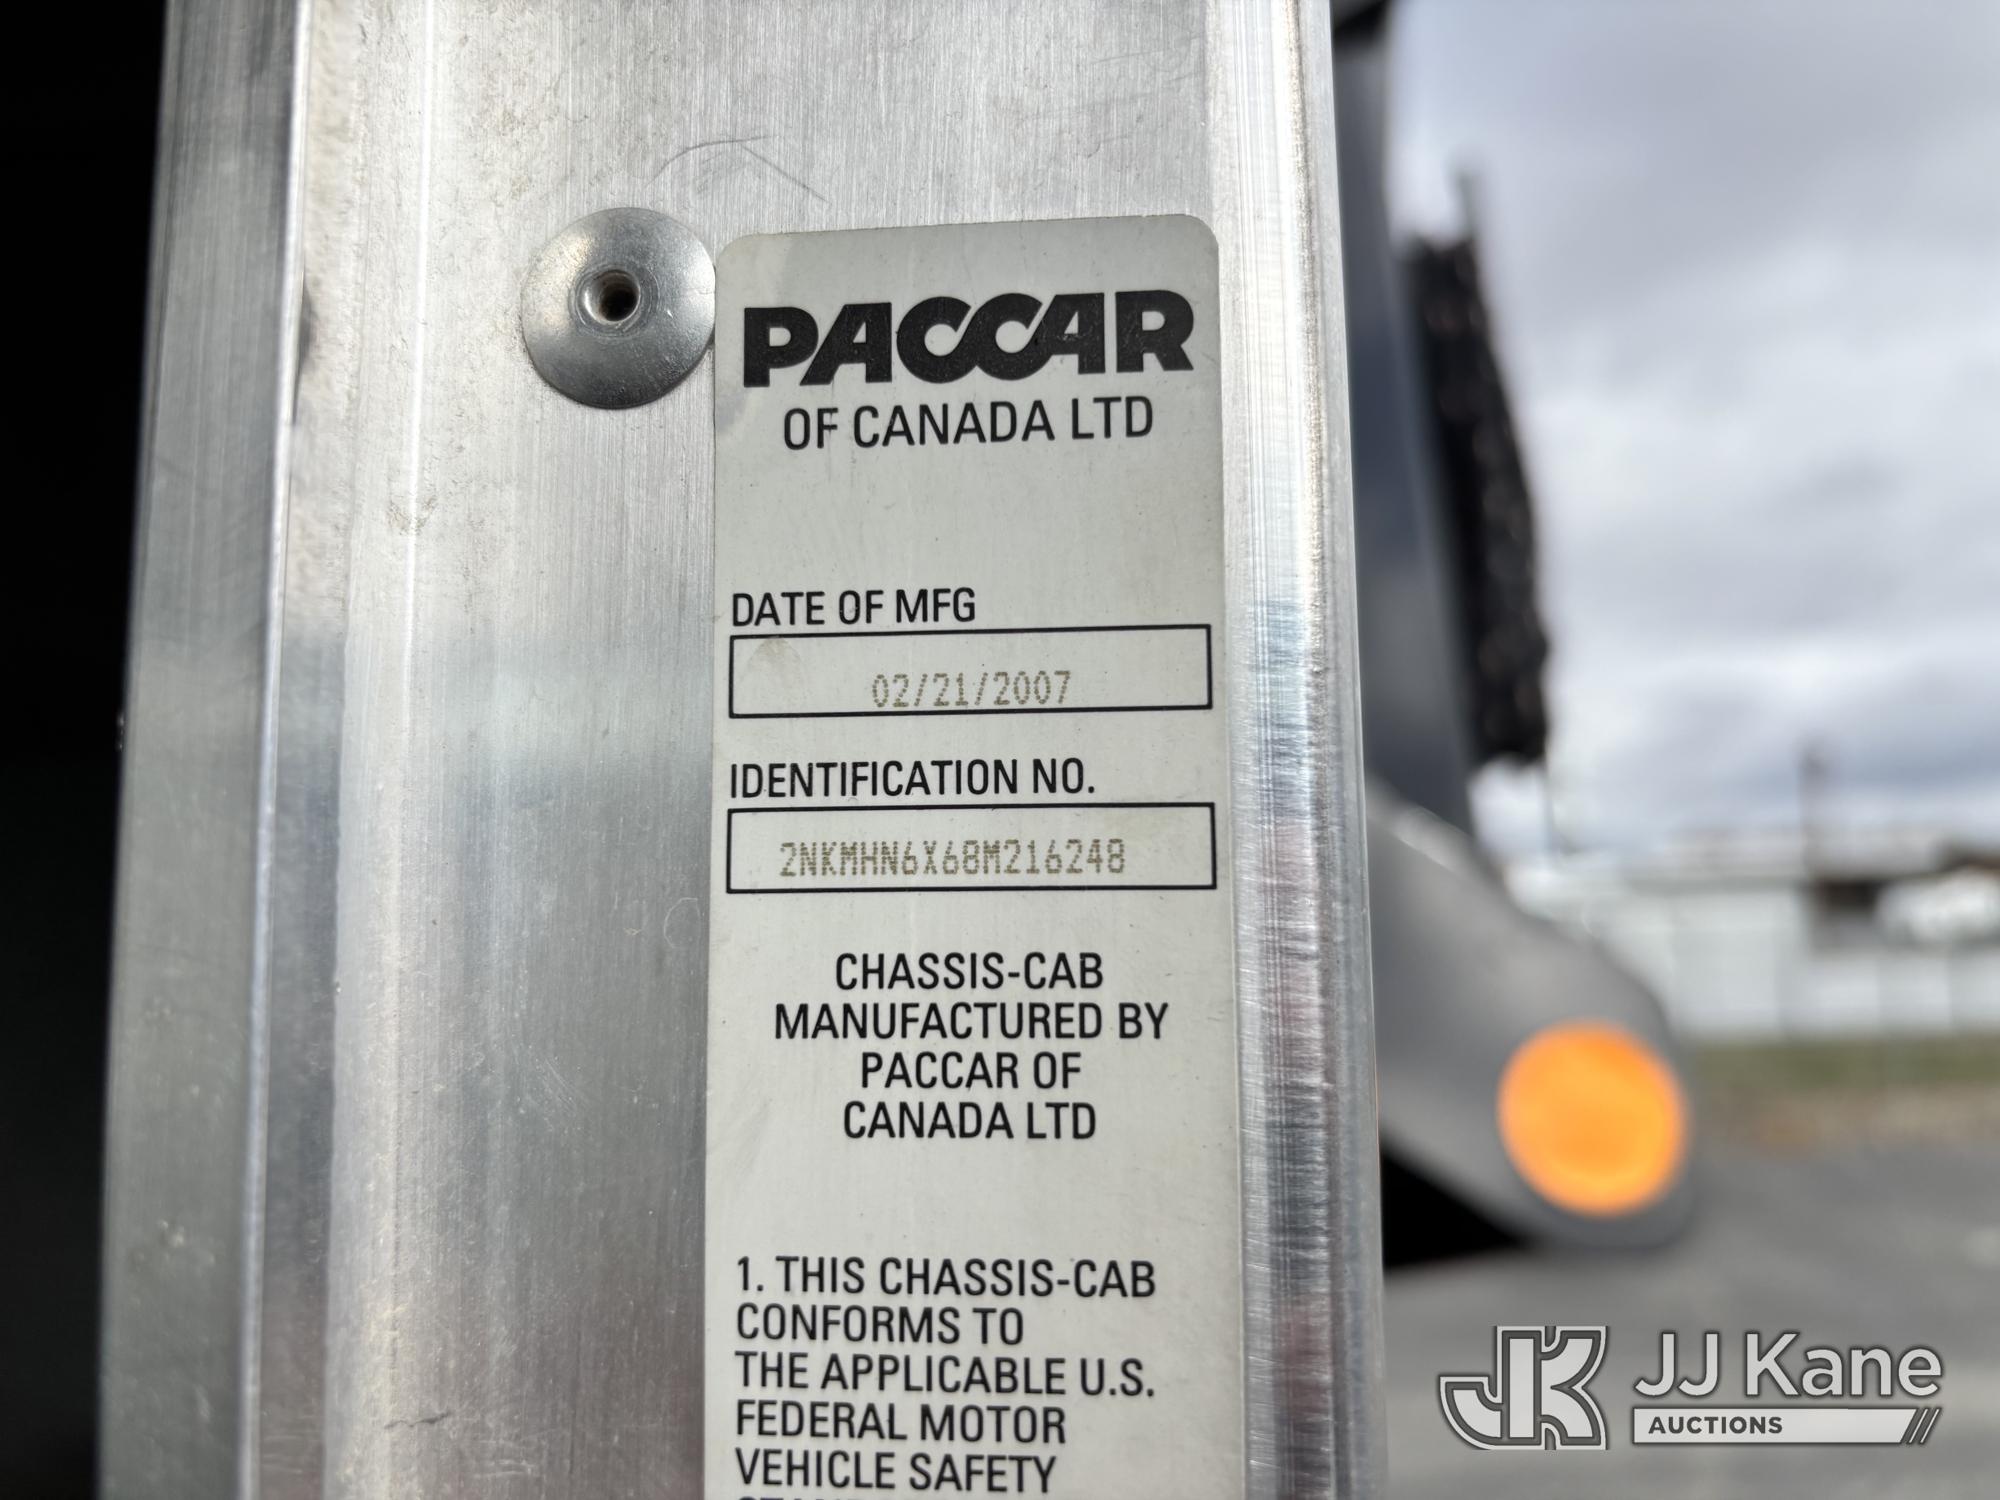 PACCAR
OF CANADA LTD
DATE OF MFG
02/21/2007
IDENTIFICATION NO.
2NKMHN6X68M216248
CHASSIS-CAB
MANUFACTURED BY
PACCAR OF
CANADA LTD
1. THIS CHASSIS-CAB
CONFORMS TO
THE APPLICABLE U.S.
FEDERAL MOTOR
VEHICLE SAFETY
JK JJ Kane
AUCTIONS